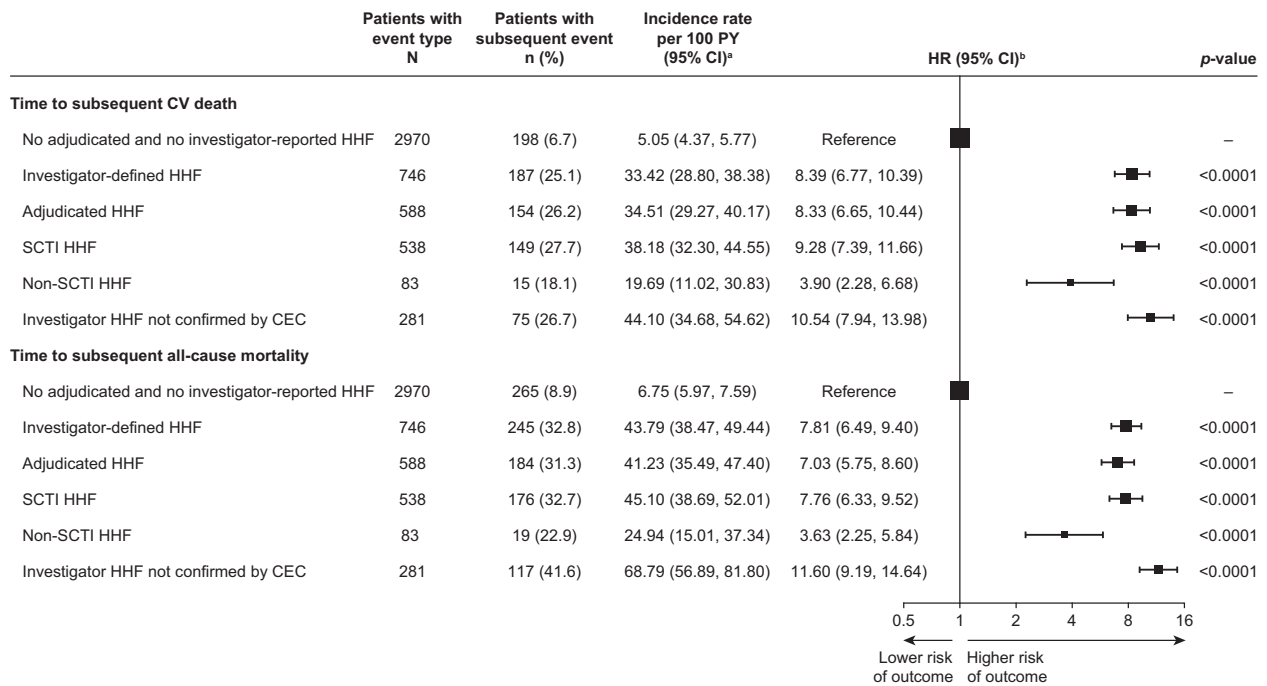 Patients with event type N	Patients with subsequent event n (%)	Incidence rate per 100 PY (95% CI)ᵃ	HR (95% CI)ᵇ	p-value
Time to subsequent CV death
No adjudicated and no investigator-reported HHF	2970	198 (6.7)	5.05 (4.37, 5.77)	Reference	–
Investigator-defined HHF	746	187 (25.1)	33.42 (28.80, 38.38)	8.39 (6.77, 10.39)	<0.0001
Adjudicated HHF	588	154 (26.2)	34.51 (29.27, 40.17)	8.33 (6.65, 10.44)	<0.0001
SCTI HHF	538	149 (27.7)	38.18 (32.30, 44.55)	9.28 (7.39, 11.66)	<0.0001
Non-SCTI HHF	83	15 (18.1)	19.69 (11.02, 30.83)	3.90 (2.28, 6.68)	<0.0001
Investigator HHF not confirmed by CEC	281	75 (26.7)	44.10 (34.68, 54.62)	10.54 (7.94, 13.98)	<0.0001
Time to subsequent all-cause mortality
No adjudicated and no investigator-reported HHF	2970	265 (8.9)	6.75 (5.97, 7.59)	Reference	–
Investigator-defined HHF	746	245 (32.8)	43.79 (38.47, 49.44)	7.81 (6.49, 9.40)	<0.0001
Adjudicated HHF	588	184 (31.3)	41.23 (35.49, 47.40)	7.03 (5.75, 8.60)	<0.0001
SCTI HHF	538	176 (32.7)	45.10 (38.69, 52.01)	7.76 (6.33, 9.52)	<0.0001
Non-SCTI HHF	83	19 (22.9)	24.94 (15.01, 37.34)	3.63 (2.25, 5.84)	<0.0001
Investigator HHF not confirmed by CEC	281	117 (41.6)	68.79 (56.89, 81.80)	11.60 (9.19, 14.64)	<0.0001
0.5	1	2	4	8	16
Lower risk of outcome	Higher risk of outcome